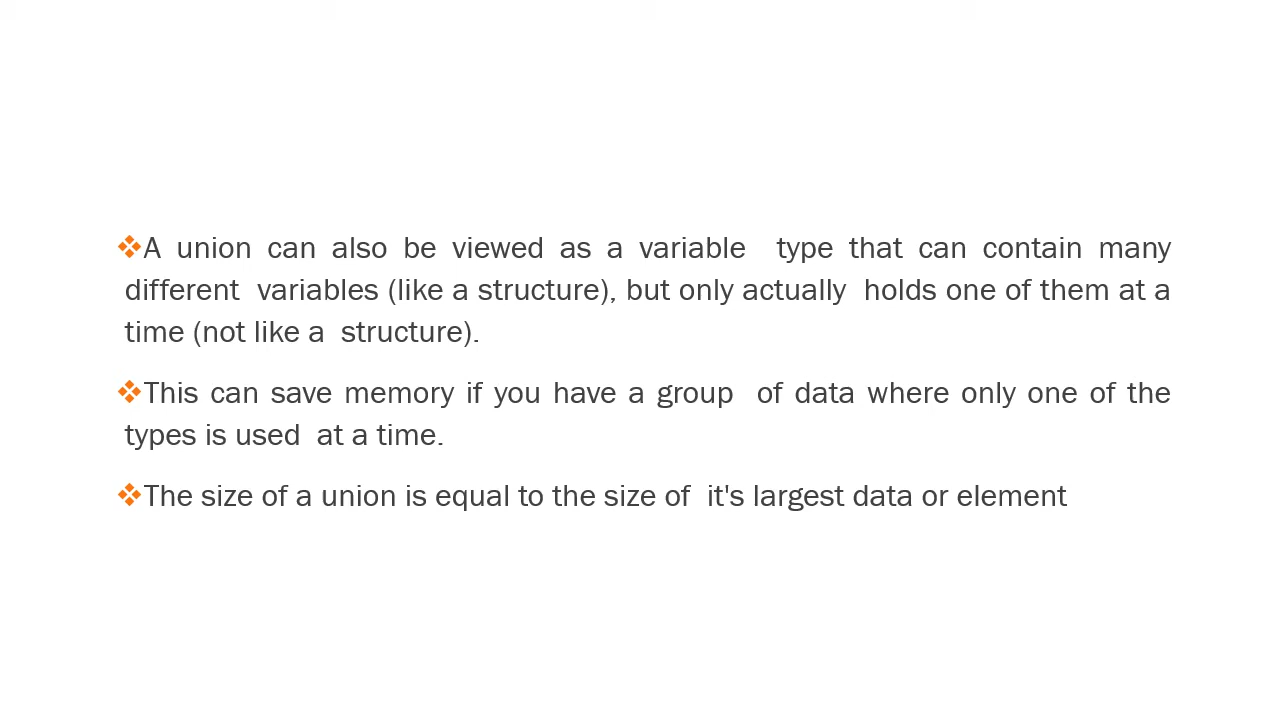 ❖A union can also be viewed as a variable type that can contain many
different variables (like a structure), but only actually holds one of them at a
time (not like a structure).
❖This can save memory if you have a group of data where only one of the
types is used at a time.
❖The size of a union is equal to the size of it's largest data or element